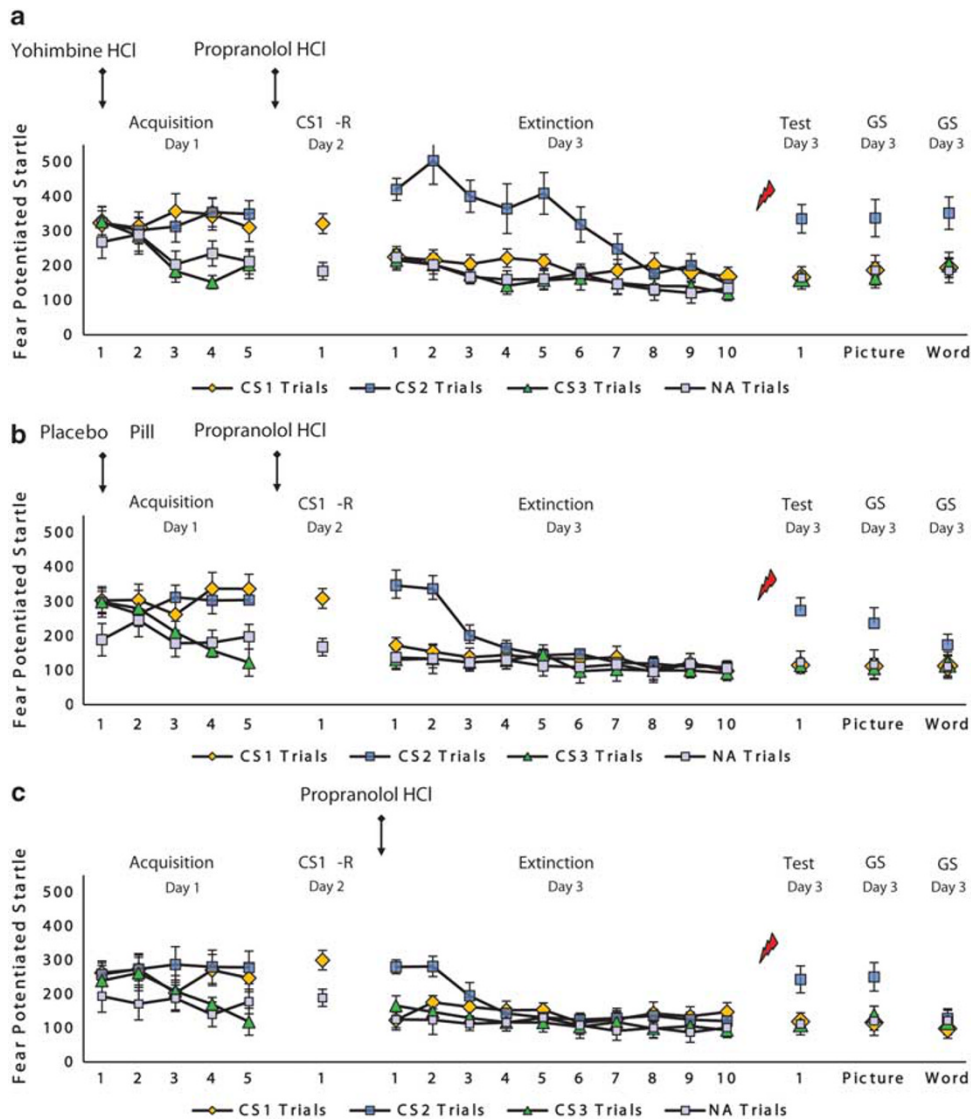 a
Yohimbine HCl Propranolol HCl
Acquisition CS1 -R Extinction Test GS GS
Day 1 Day 2 Day 3 Day 3 Day 3 Day 3
Fear Potentiated Startle
500
400
300
200
100
0
1 2 3 4 5 1 1 2 3 4 5 6 7 8 9 10 1 Picture Word
CS1 Trials CS2 Trials CS3 Trials NA Trials
b
Placebo Pill Propranolol HCl
Acquisition CS1 -R Extinction Test GS GS
Day 1 Day 2 Day 3 Day 3 Day 3 Day 3
Fear Potentiated Startle
500
400
300
200
100
0
1 2 3 4 5 1 1 2 3 4 5 6 7 8 9 10 1 Picture Word
CS1 Trials CS2 Trials CS3 Trials NA Trials
c
Propranolol HCl
Acquisition CS1 -R Extinction Test GS GS
Day 1 Day 2 Day 3 Day 3 Day 3 Day 3
Fear Potentiated Startle
500
400
300
200
100
0
1 2 3 4 5 1 1 2 3 4 5 6 7 8 9 10 1 Picture Word
CS1 Trials CS2 Trials CS3 Trials NA Trials